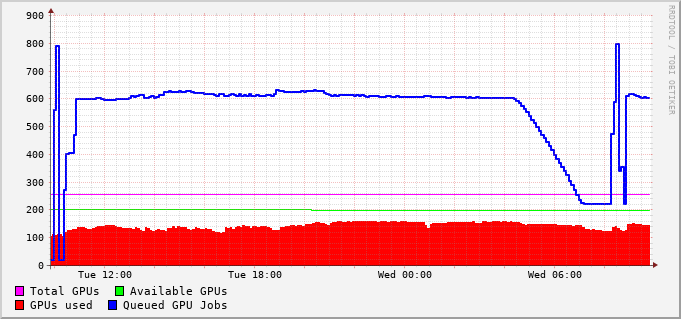 RRDTOOL / TOBI OETIKER
900
800
700
600
500
400
300
200
100
0
Tue 12:00 Tue 18:00 Wed 00:00 Wed 06:00
Total GPUs Available GPUs
GPUs used Queued GPU Jobs